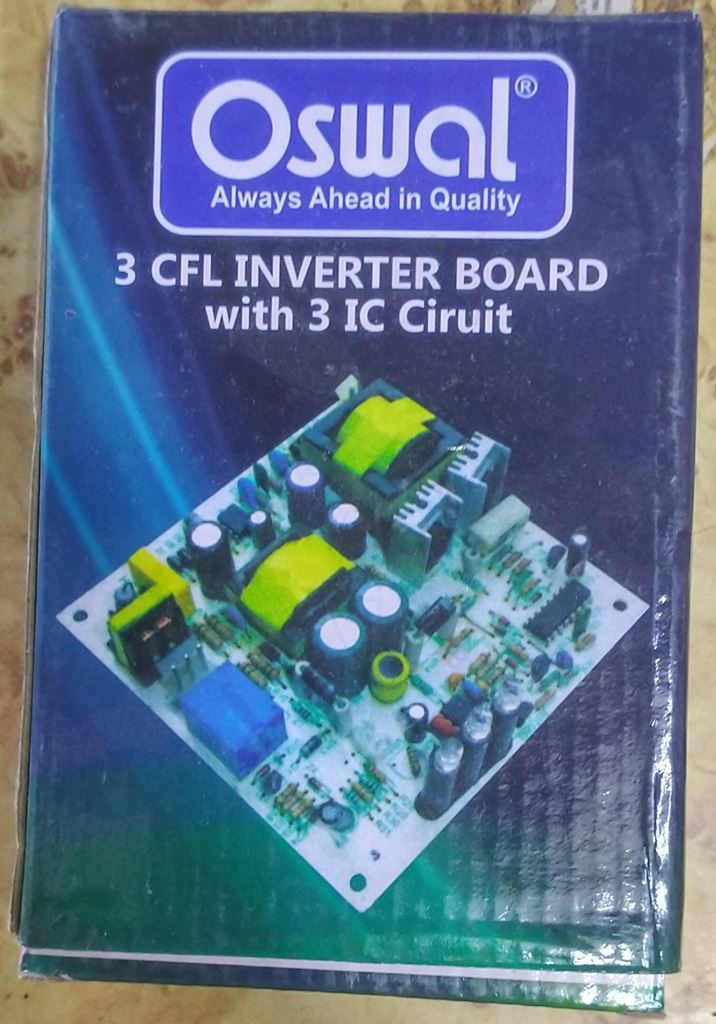 Oswal®
Always Ahead in Quality
3 CFL INVERTER BOARD
with 3 IC Ciruit